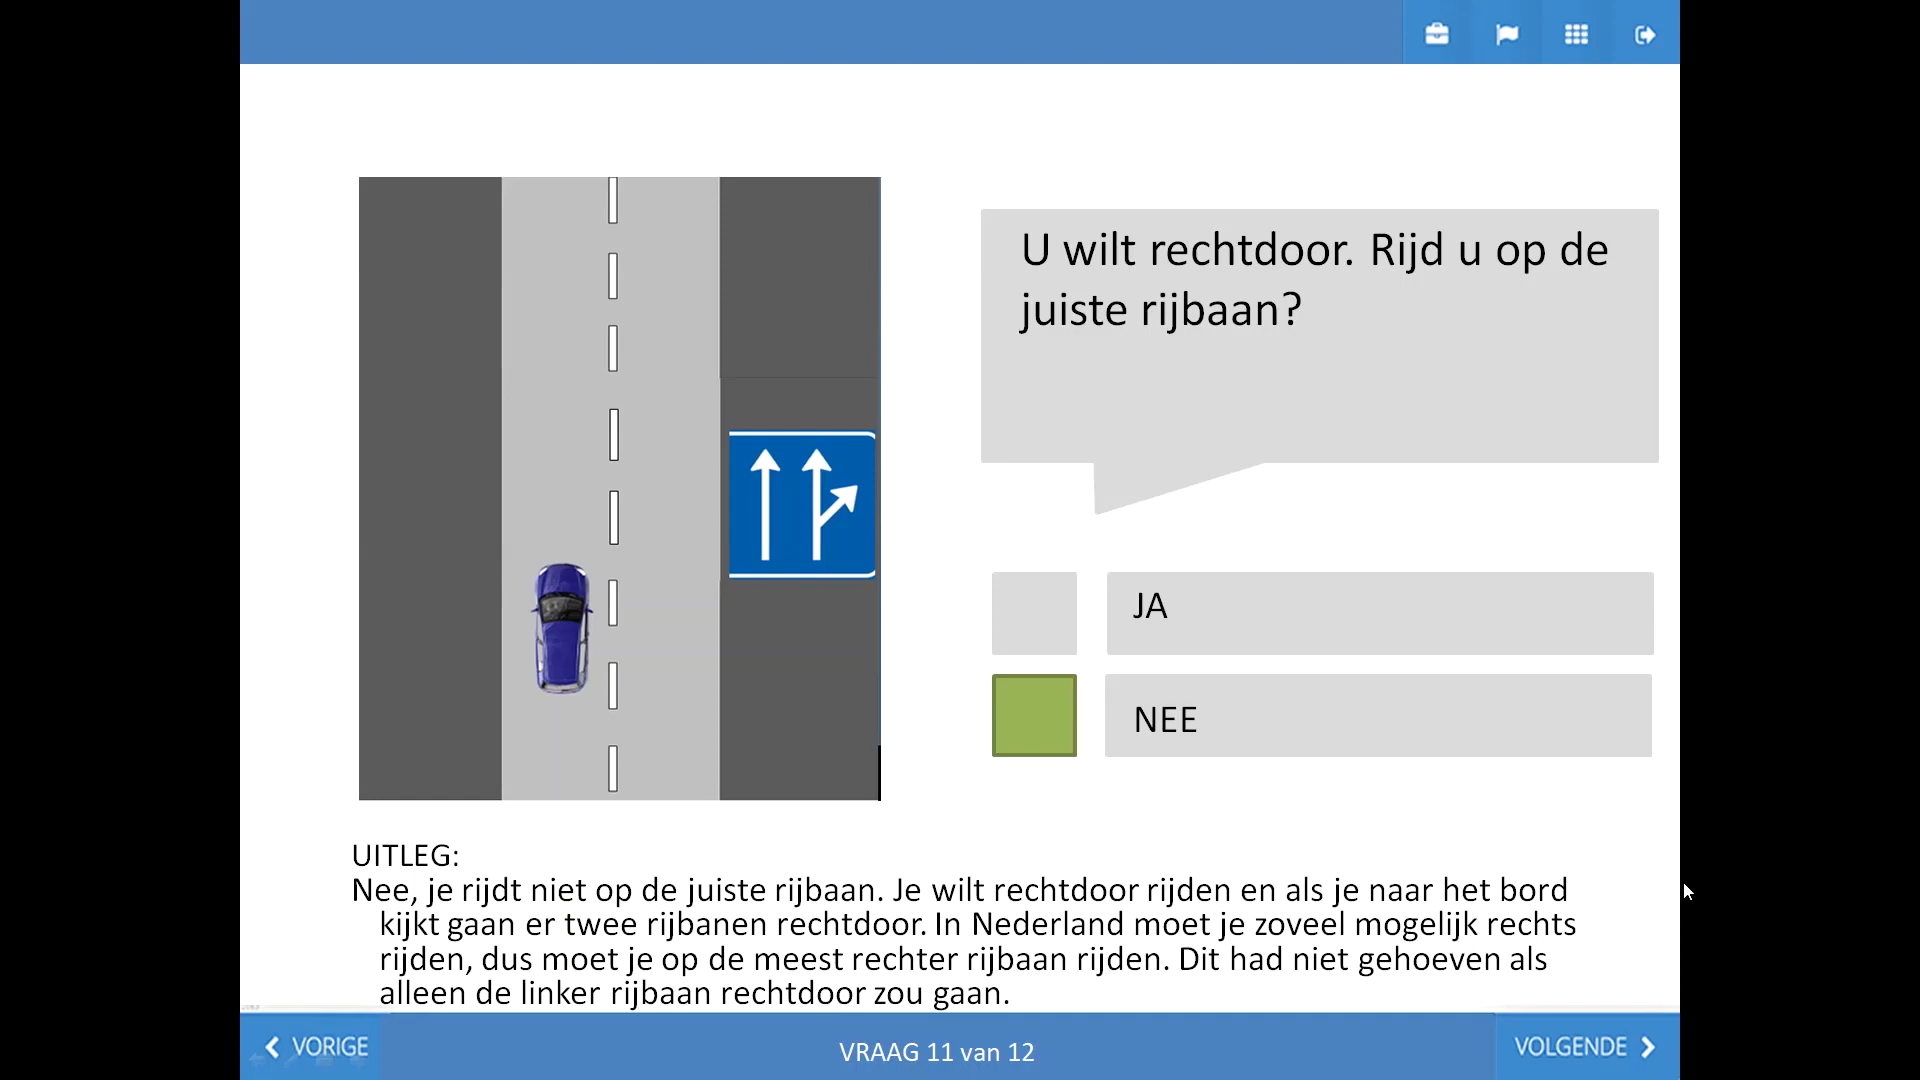 U wilt rechtdoor. Rijd u op de
juiste rijbaan?
JA
NEE
UITLEG:
Nee, je rijdt niet op de juiste rijbaan. Je wilt rechtdoor rijden en als je naar het bord
kijkt gaan er twee rijbanen rechtdoor. In Nederland moet je zoveel mogelijk rechts
rijden, dus moet je op de meest rechter rijbaan rijden. Dit had niet gehoeven als
alleen de linker rijbaan rechtdoor zou gaan.
VORIGE
VRAAG 11 van 12
VOLGENDE